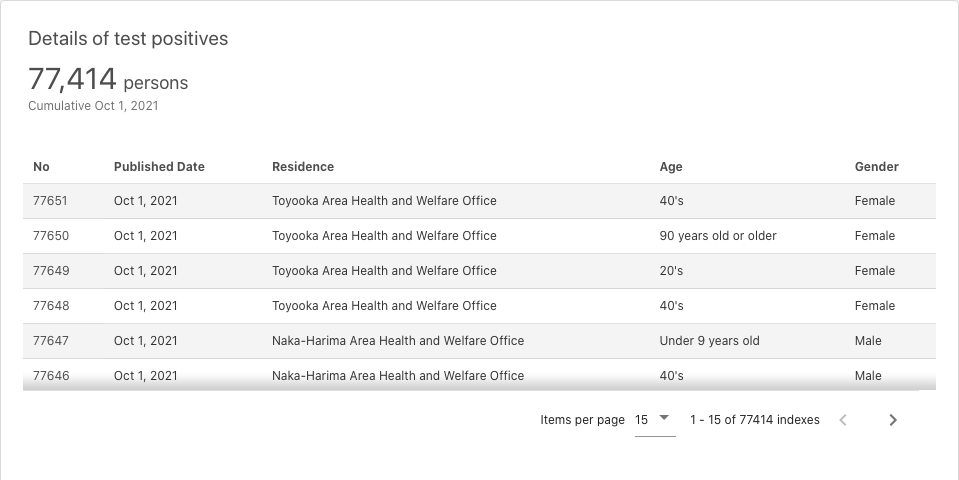 Details of test positives
77,414 persons
Cumulative Oct 1, 2021
No Published Date Residence Age Gender
77651 Oct 1, 2021 Toyooka Area Health and Welfare Office 40's Female
77650 Oct 1, 2021 Toyooka Area Health and Welfare Office 90 years old or older Female
77649 Oct 1, 2021 Toyooka Area Health and Welfare Office 20's Female
77648 Oct 1, 2021 Toyooka Area Health and Welfare Office 40's Female
77647 Oct 1, 2021 Naka-Harima Area Health and Welfare Office Under 9 years old Male
77646 Oct 1, 2021 Naka-Harima Area Health and Welfare Office 40's Male
Items per page 15 1 - 15 of 77414 indexes